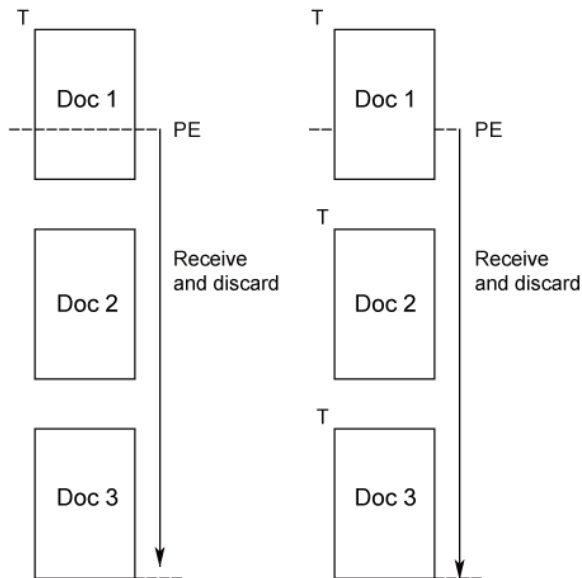 T
Doc 1
PE
Receive
and discard
Doc 2
Doc 3
T
Doc 1
PE
T
Receive
and discard
Doc 2
T
Doc 3